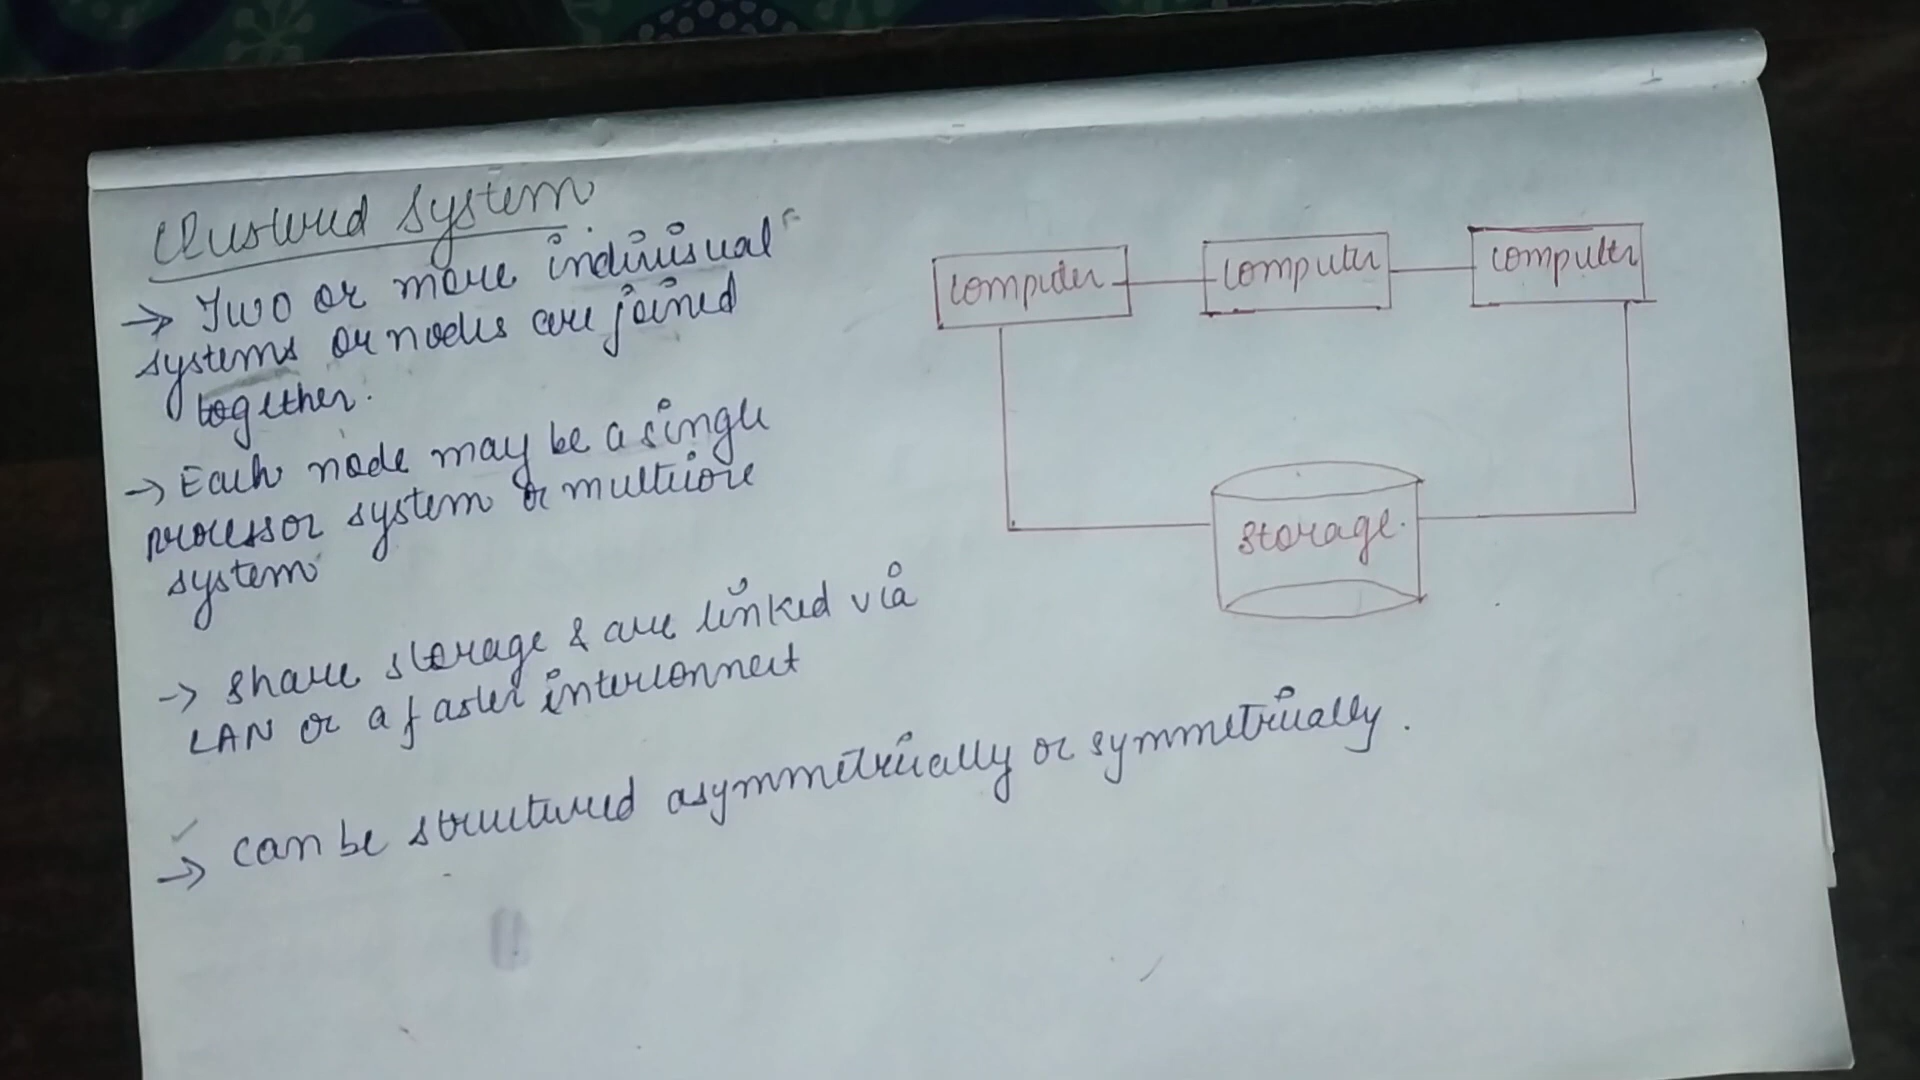 Clustered System
→ Two or more indiviusual
systems or nodes are joined
together.
→ Each node may be a single
processor system or multicore
system
→ Share storage & are linked via
LAN or a faster interconnect
→ can be structured asymmetrically or symmetrically.
computer
computer
computer
storage.